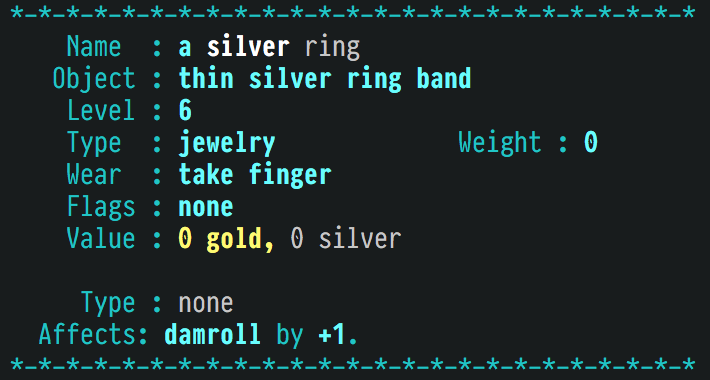 *-*-*-*-*-*-*-*-*-*-*-*-*-*-*-*-*-*-*-*-*-*-*-*-*
Name : a silver ring
Object : thin silver ring band
Level : 6
Type : jewelry Weight : 0
Wear : take finger
Flags : none
Value : 0 gold, 0 silver
Type : none
Affects: damroll by +1.
*-*-*-*-*-*-*-*-*-*-*-*-*-*-*-*-*-*-*-*-*-*-*-*-*